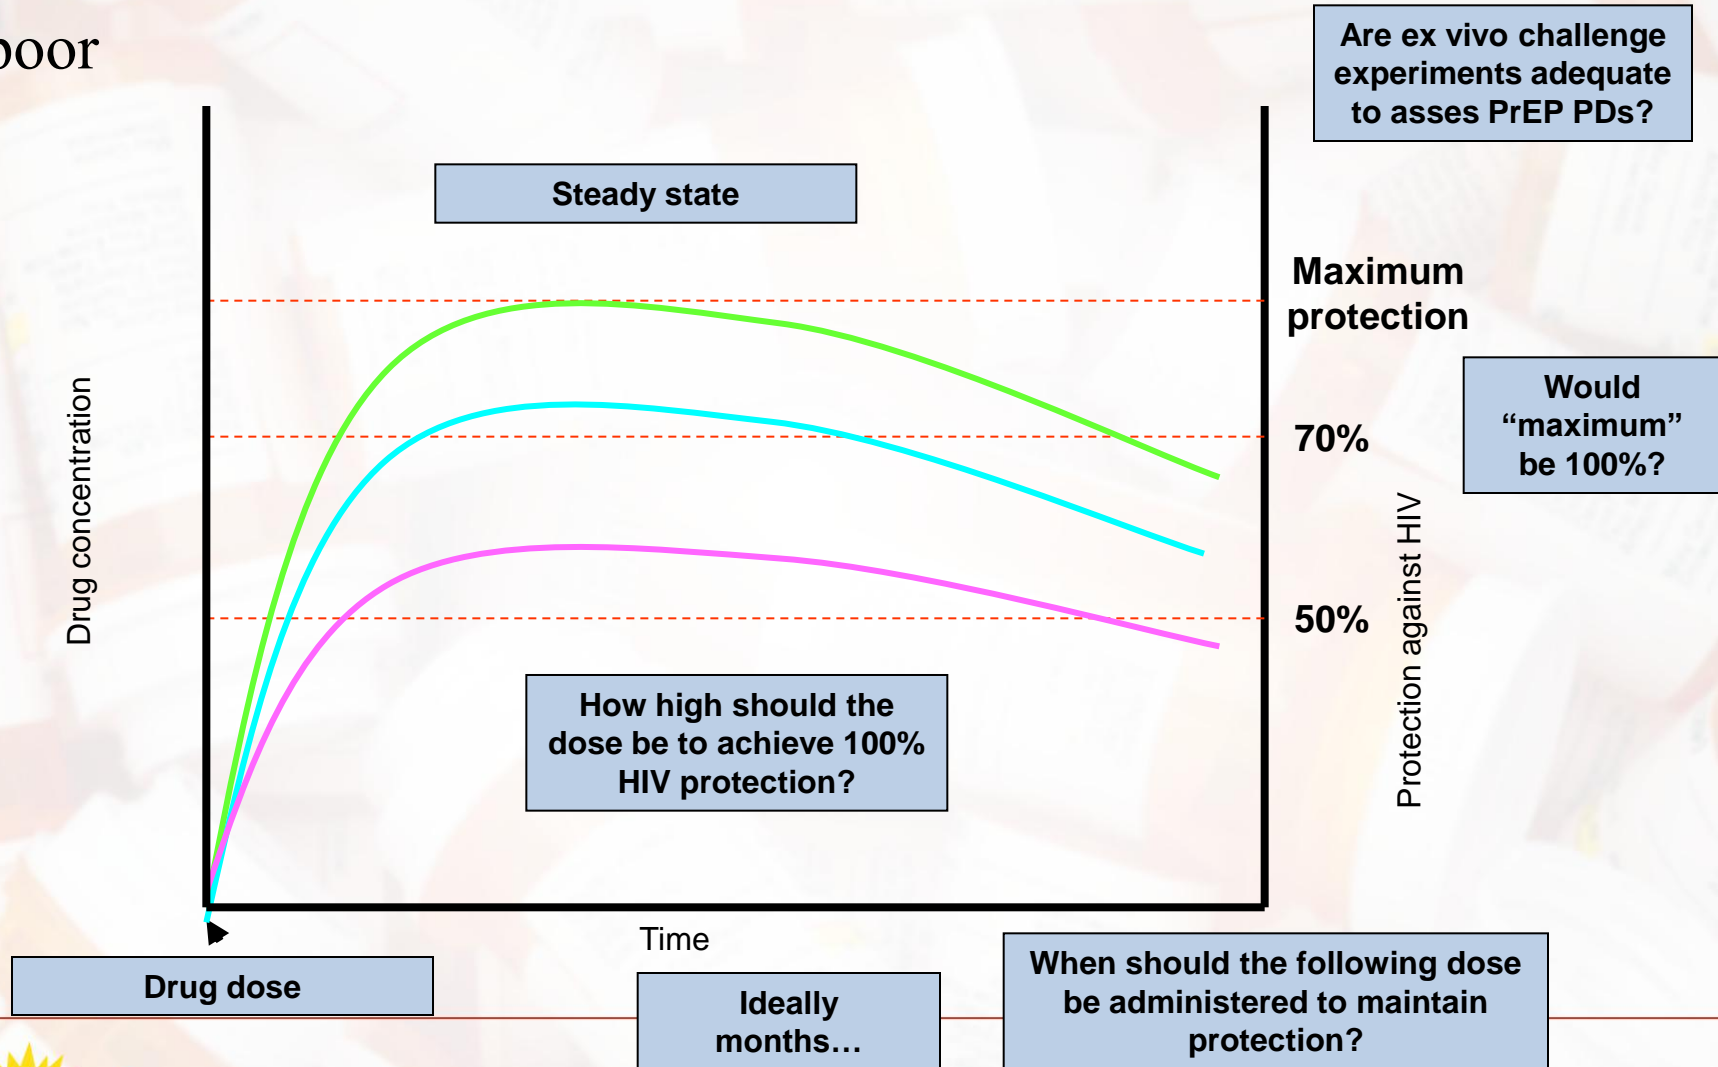 Are ex vivo challenge
experiments adequate
to asses PrEP PDs?
Steady state
Maximum
protection
Would
“maximum”
be 100%?
70%
50%
Drug concentration
Protection against HIV
How high should the
dose be to achieve 100%
HIV protection?
Time
Drug dose
Ideally
months…
When should the following dose
be administered to maintain
protection?